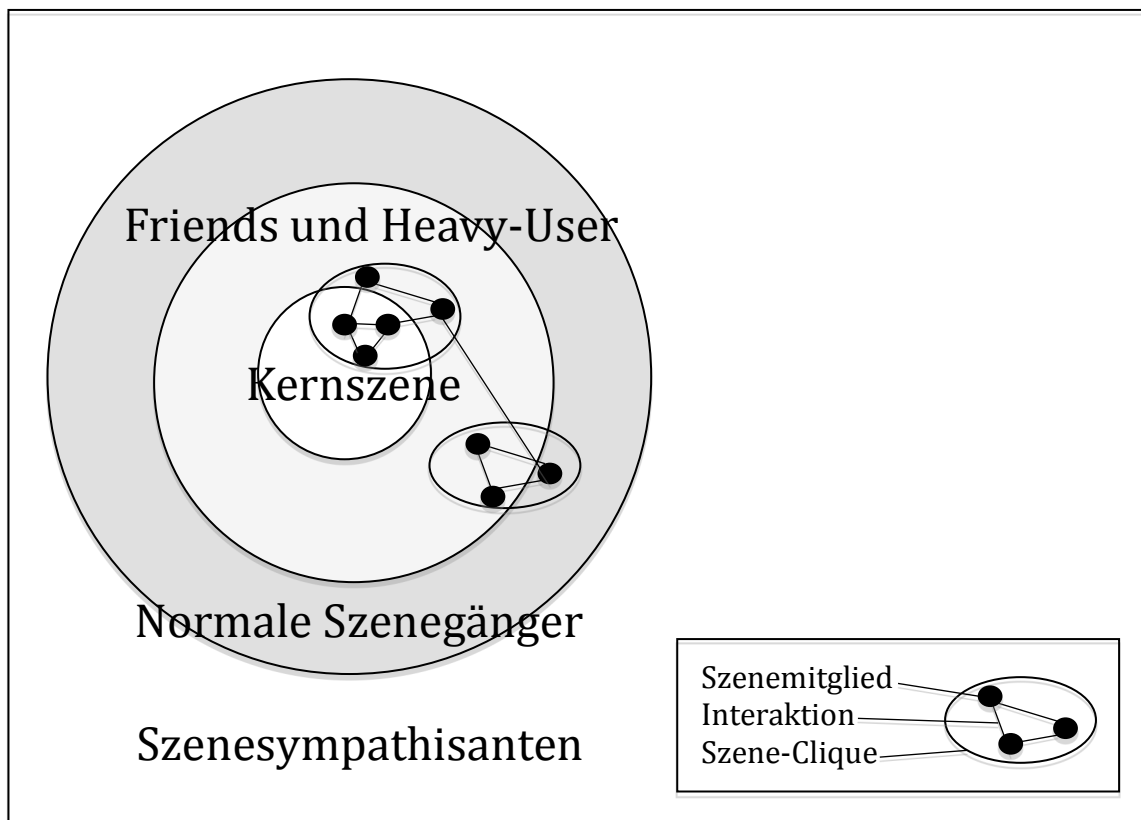 Friends und Heavy-User
Kernszene
Normale Szenegänger
Szenesympathisanten
Szenemitglied
Interaktion
Szene-Clique